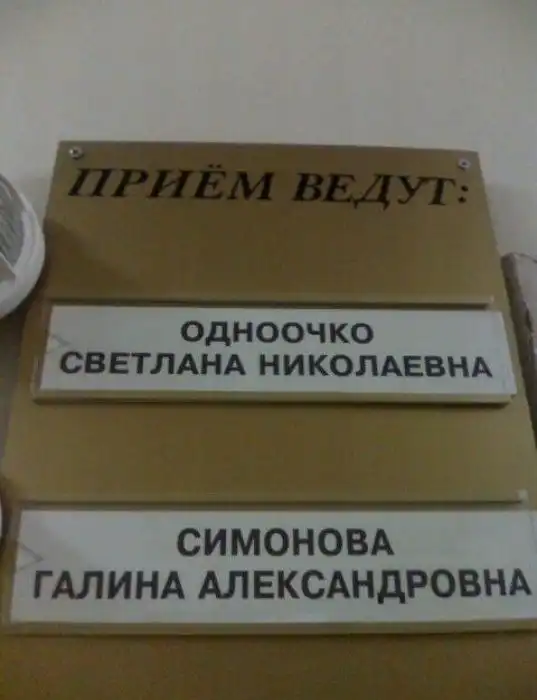 ПРИЁМ ВЕДУТ:
ОДНООЧКО
СВЕТЛАНА НИКОЛАЕВНА
СИМОНОВА
ГАЛИНА АЛЕКСАНДРОВНА